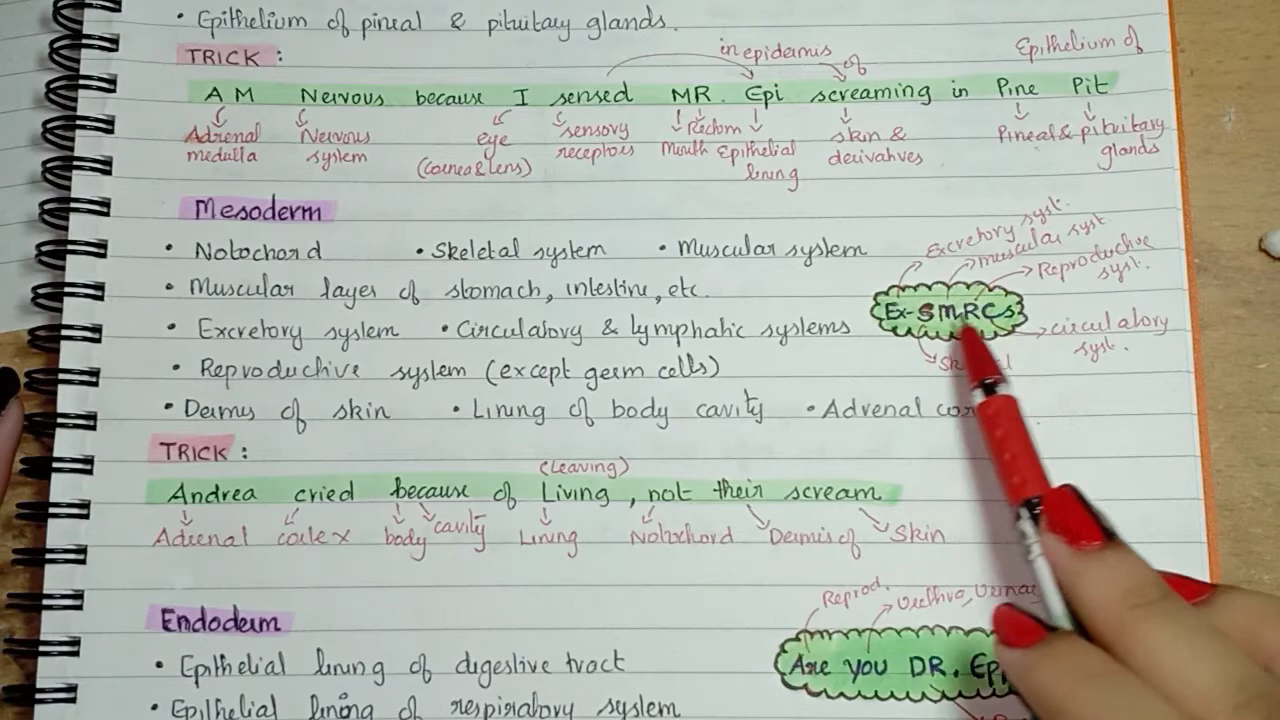 • Epithelium of pineal & pituitary glands.
TRICK :
in epidermis
of
Epithelium of
AM Nervous because I sensed MR. Epi screaming in Pine Pit
Adrenal medulla
Nervous system
eye (cornea & Lens)
sensory receptors
Mouth
Rectum
Epithelial lining
skin & derivatives
Pineal & pituitary glands
Mesoderm
• Notochord • Skeletal system • Muscular system
• Muscular layer of stomach, intestine, etc.
• Excretory system • Circulatory & lymphatic systems
• Reproductive system (except germ cells)
• Dermis of skin • Lining of body cavity • Adrenal
Excretory syst.
muscular syst.
Reproductive syst.
Ex-SMRCs
circulatory syst.
TRICK :
(Leaving)
Andrea cried because of Living, not their scream
Adrenal cortex body cavity Lining Notochord Dermis of Skin
Endoderm
• Epithelial lining of digestive tract
• Epithelial lining of respiratory system
Reprod.
Urethra,
Are you DR.